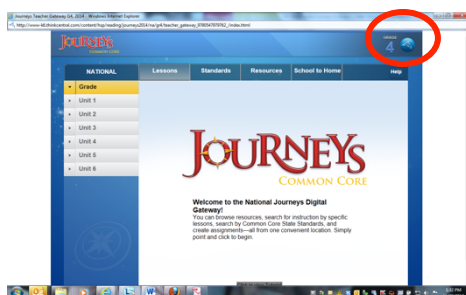 Journeys Teacher Gateway G4, 2014 - Windows Internet Explorer
JOURNEYS
COMMON CORE
4
NATIONAL
Lessons
Standards
Resources
School to Home
Help
Grade
Unit 1
Unit 2
Unit 3
Unit 4
Unit 5
Unit 6
JOURNEYS
COMMON CORE
Welcome to the National Journeys Digital
Gateway!
You can browse resources, search for instruction by specific
lessons, search by Common Core State Standards, and
create assignments—all from one convenient location. Simply
point and click to
begin.